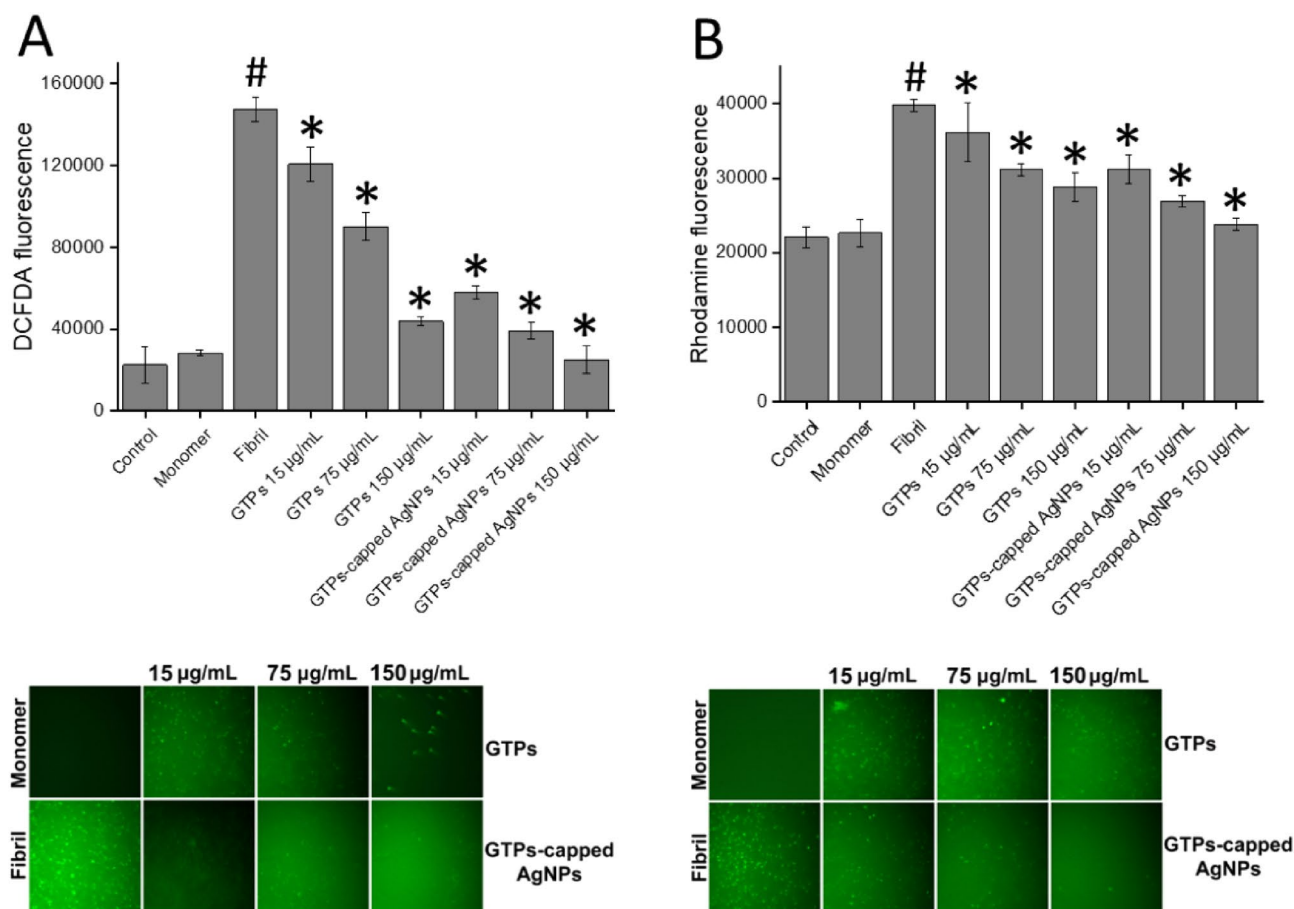 A
DCFDA fluorescence
160000
120000
80000
40000
0
#
*
*
*
*
*
*
Control
Monomer
Fibril
GTPs 15 µg/mL
GTPs 75 µg/mL
GTPs 150 µg/mL
GTPs-capped AgNPs 15 µg/mL
GTPs-capped AgNPs 75 µg/mL
GTPs-capped AgNPs 150 µg/mL
B
Rhodamine fluorescence
40000
30000
20000
10000
0
#
*
*
*
*
*
*
Control
Monomer
Fibril
GTPs 15 µg/mL
GTPs 75 µg/mL
GTPs 150 µg/mL
GTPs-capped AgNPs 15 µg/mL
GTPs-capped AgNPs 75 µg/mL
GTPs-capped AgNPs 150 µg/mL
15 µg/mL 75 µg/mL 150 µg/mL
Monomer
GTPs
Fibril
GTPs-capped
AgNPs
15 µg/mL 75 µg/mL 150 µg/mL
Monomer
GTPs
Fibril
GTPs-capped
AgNPs